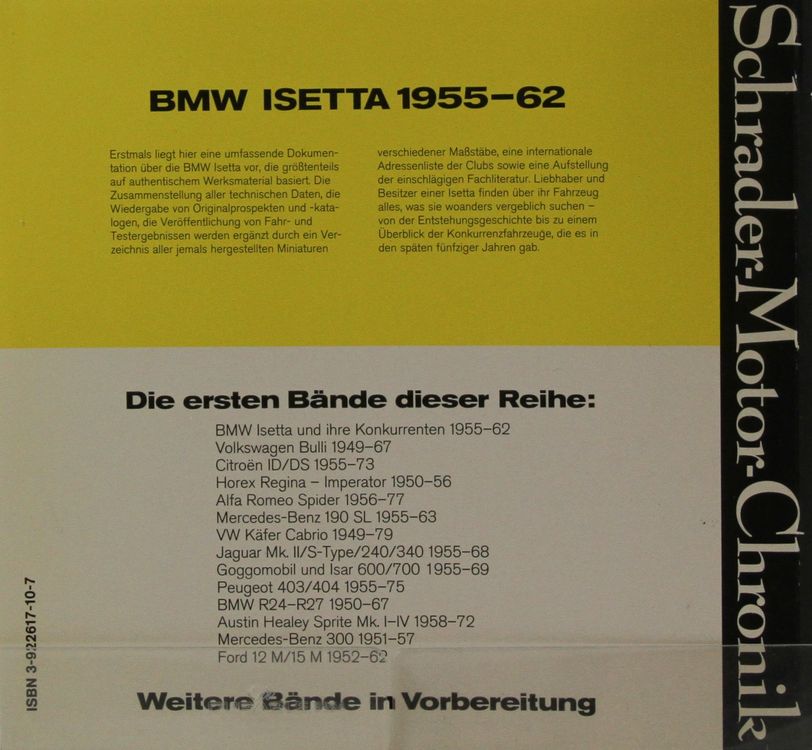 BMW ISETTA 1955–62
Erstmals liegt hier eine umfassende Dokumen-
tation über die BMW Isetta vor, die größtenteils
auf authentischem Werksmaterial basiert. Die
Zusammenstellung aller technischen Daten, die
Wiedergabe von Originalprospekten und -kata-
logen, die Veröffentlichung von Fahr- und
Testergebnissen werden ergänzt durch ein Ver-
zeichnis aller jemals hergestellten Miniaturen
verschiedener Maßstäbe, eine internationale
Adressenliste der Clubs sowie eine Aufstellung
der einschlägigen Fachliteratur. Liebhaber und
Besitzer einer Isetta finden über ihr Fahrzeug
alles, was sie woanders vergeblich suchen –
von der Entstehungsgeschichte bis zu einem
Überblick der Konkurrenzfahrzeuge, die es in
den späten fünfziger Jahren gab.
Die ersten Bände dieser Reihe:
BMW Isetta und ihre Konkurrenten 1955–62
Volkswagen Bulli 1949–67
Citroën ID/DS 1955–73
Horex Regina – Imperator 1950–56
Alfa Romeo Spider 1956–77
Mercedes-Benz 190 SL 1955–63
VW Käfer Cabrio 1949–79
Jaguar Mk. II/S-Type/240/340 1955–68
Goggomobil und Isar 600/700 1955–69
Peugeot 403/404 1955–75
BMW R24–R27 1950–67
Austin Healey Sprite Mk. I–IV 1958–72
Mercedes-Benz 300 1951–57
Ford 12 M/15 M 1952–62
Weitere Bände in Vorbereitung
ISBN 3-922617-10-7
Schrader-Motor-Chronik